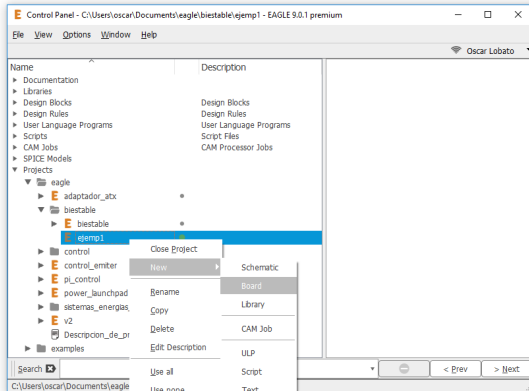 Control Panel - C:\Users\oscar\Documents\eagle\biestable\ejemp1 - EAGLE 9.0.1 premium
File View Options Window Help
Oscar Lobato
Name Description
Documentation
Libraries
Design Blocks Design Blocks
Design Rules Design Rules
User Language Programs User Language Programs
Scripts Script Files
CAM Jobs CAM Processor Jobs
SPICE Models
Projects
eagle
adaptador_atx
biestable
biestable
ejemp1
control
control_emiter
pi_control
power_launchpad
sistemas_energias_
v2
Descripcion_de_pr
examples
Close Project
New
Rename
Copy
Delete
Edit Description
Use all
Use none
Schematic
Board
Library
CAM Job
ULP
Script
Text
Search < Prev > Next
C:\Users\oscar\Documents\eagle